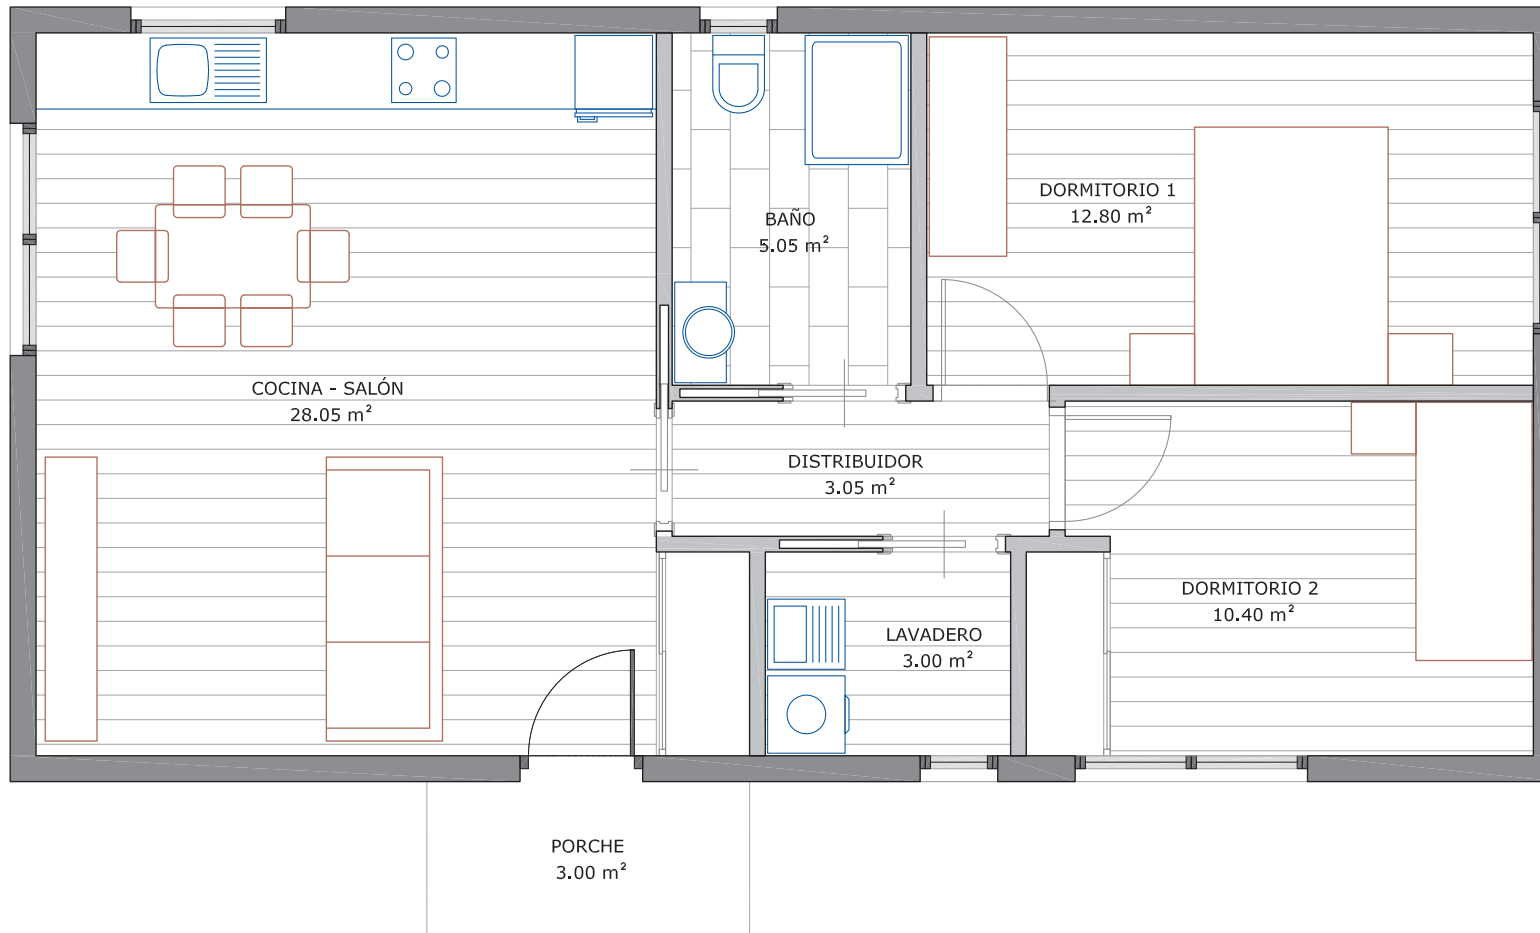 DORMITORIO 1
12.80 m²
BAÑO
5.05 m²
COCINA - SALÓN
28.05 m²
DISTRIBUIDOR
3.05 m²
DORMITORIO 2
10.40 m²
LAVADERO
3.00 m²
PORCHE
3.00 m²